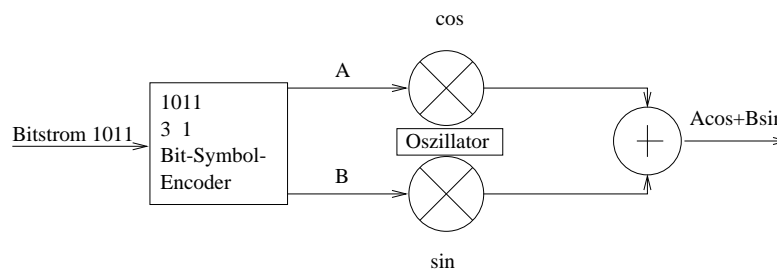 cos
A
1011
3 1
Bit-Symbol-
Encoder
Bitstrom 1011
Oszillator
+
Acos+Bsin
B
sin